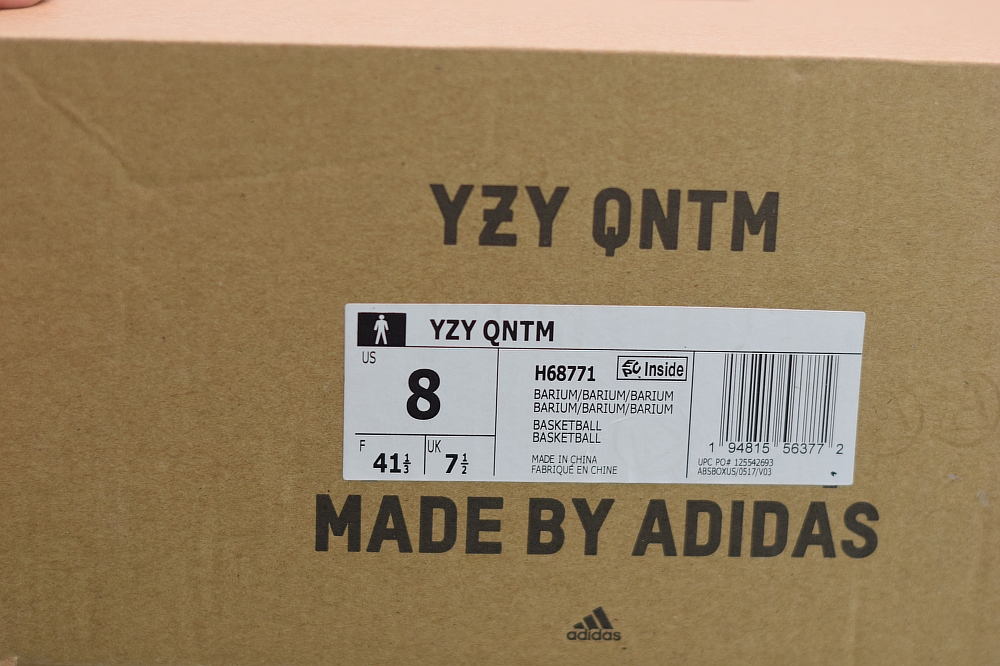 YZY QNTM
YZY QNTM
US
8
F 41 1/3
UK 7 1/2
H68771
Inside
BARIUM/BARIUM/BARIUM
BARIUM/BARIUM/BARIUM
BASKETBALL
BASKETBALL
MADE IN CHINA
FABRIQUÉ EN CHINE
1 94815 56377 2
UPC PO# 125542693
ABSBOXUS/0517/V03
MADE BY ADIDAS
adidas